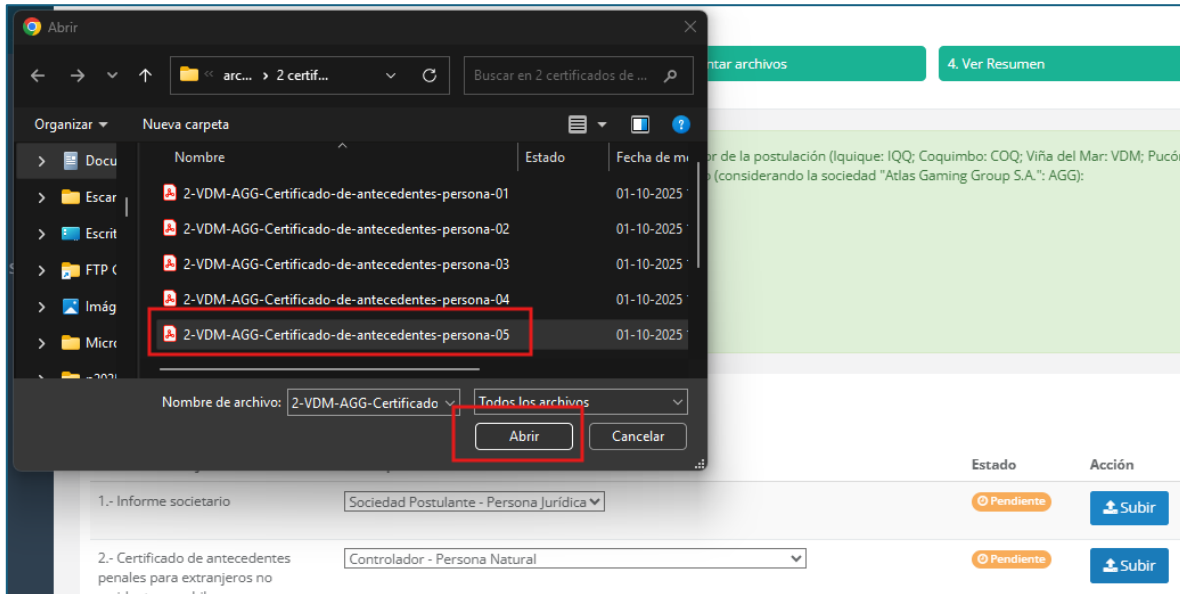 Abrir
arc... > 2 certif...
Buscar en 2 certificados de ...
Organizar
Nueva carpeta
Nombre
Estado
Fecha de
Docu
2-VDM-AGG-Certificado-de-antecedentes-persona-01
01-10-2025
Escar
2-VDM-AGG-Certificado-de-antecedentes-persona-02
01-10-2025
Escrit
2-VDM-AGG-Certificado-de-antecedentes-persona-03
01-10-2025
FTP
2-VDM-AGG-Certificado-de-antecedentes-persona-04
01-10-2025
Imág
2-VDM-AGG-Certificado-de-antecedentes-persona-05
01-10-2025
Micro
Nombre de archivo:
2-VDM-AGG-Certificado
Todos los archivos
Abrir
Cancelar
ntar archivos
4. Ver Resumen
or de la postulación (Iquique: IQQ; Coquimbo: COQ; Viña del Mar: VDM; Pucón
(considerando la sociedad "Atlas Gaming Group S.A.": AGG):
Estado
Acción
1.- Informe societario
Sociedad Postulante - Persona Jurídica
Pendiente
Subir
2.- Certificado de antecedentes
penales para extranjeros no
Controlador - Persona Natural
Pendiente
Subir